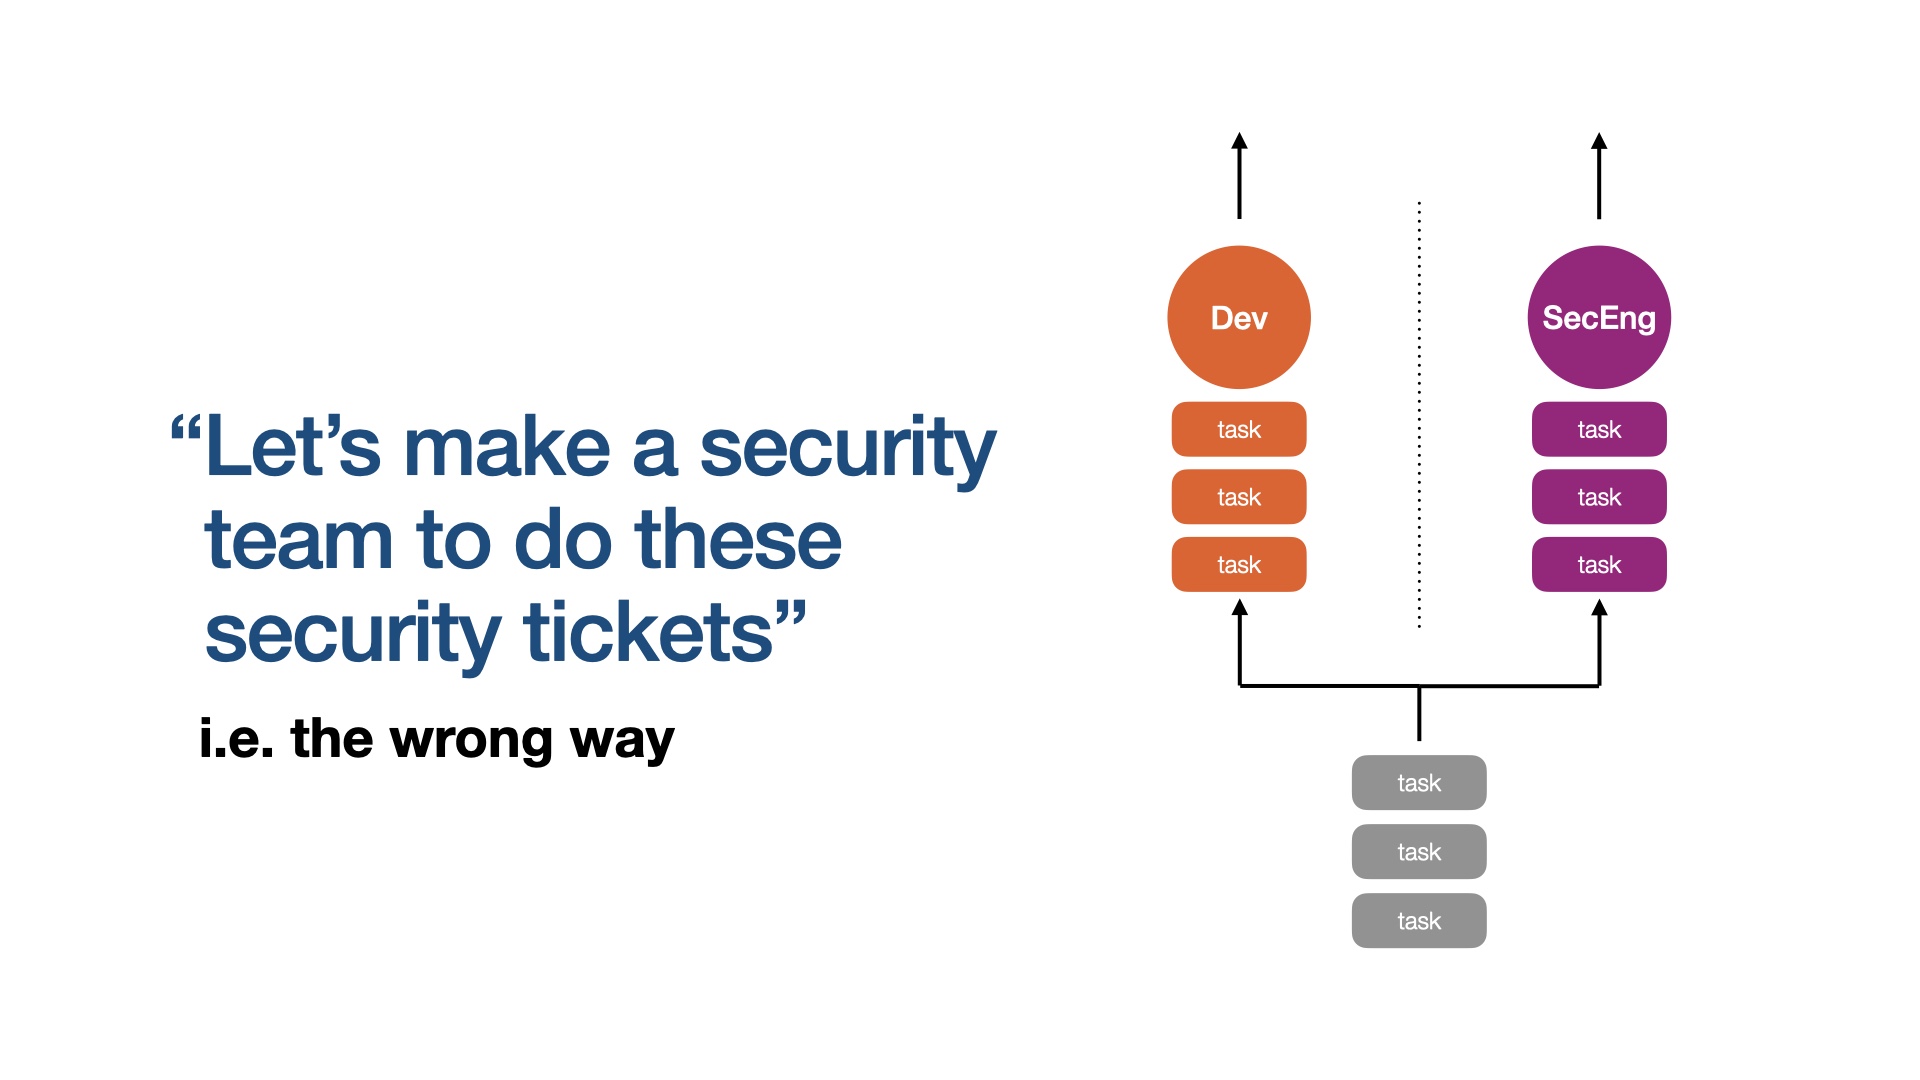 “Let’s make a security
team to do these
security tickets”
i.e. the wrong way
Dev
task
task
task
SecEng
task
task
task
task
task
task